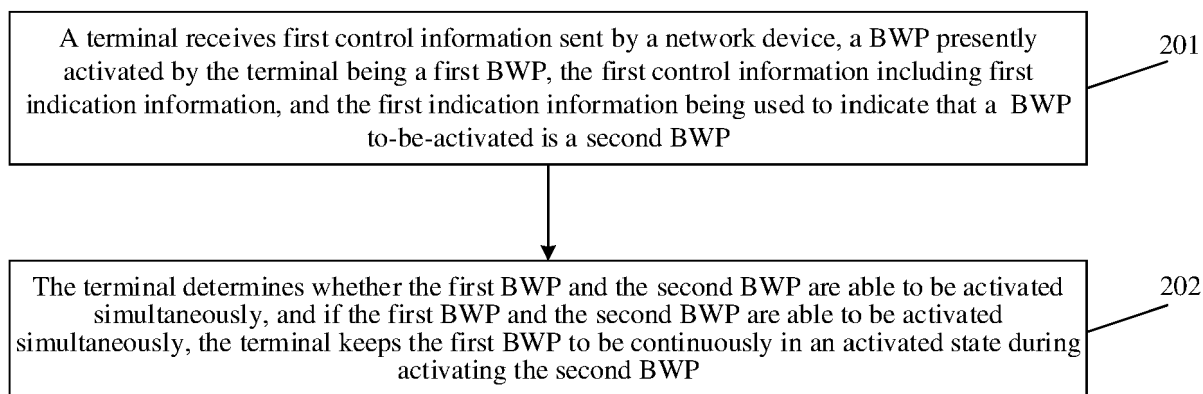 A terminal receives first control information sent by a network device, a BWP presently
activated by the terminal being a first BWP, the first control information including first
indication information, and the first indication information being used to indicate that a BWP
to-be-activated is a second BWP
201
The terminal determines whether the first BWP and the second BWP are able to be activated
simultaneously, and if the first BWP and the second BWP are able to be activated
simultaneously, the terminal keeps the first BWP to be continuously in an activated state during
activating the second BWP
202